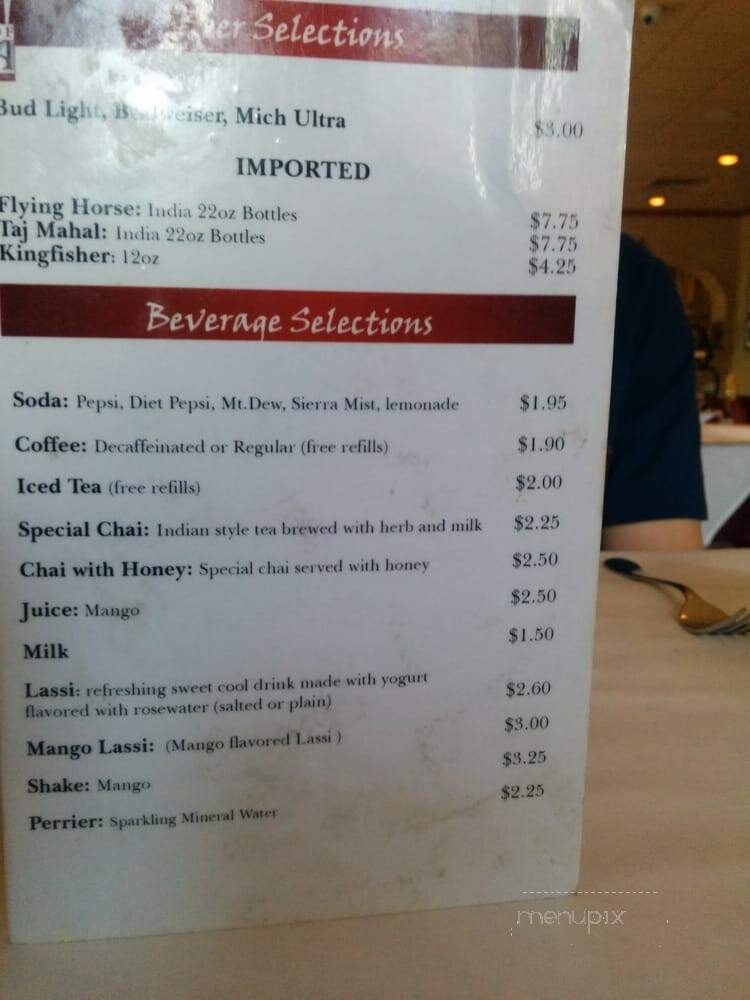 Selections
Bud Light, Budweiser, Mich Ultra $3.00
IMPORTED
Flying Horse: India 22oz Bottles $7.75
Taj Mahal: India 22oz Bottles $7.75
Kingfisher: 12oz $4.25
Beverage Selections
Soda: Pepsi, Diet Pepsi, Mt.Dew, Sierra Mist, lemonade $1.95
Coffee: Decaffeinated or Regular (free refills) $1.90
Iced Tea (free refills) $2.00
Special Chai: Indian style tea brewed with herb and milk $2.25
Chai with Honey: Special chai served with honey $2.50
Juice: Mango $2.50
Milk $1.50
Lassi: refreshing sweet cool drink made with yogurt
flavored with rosewater (salted or plain) $2.60
Mango Lassi: (Mango flavored Lassi ) $3.00
Shake: Mango $3.25
Perrier: Sparkling Mineral Water $2.25
menupix